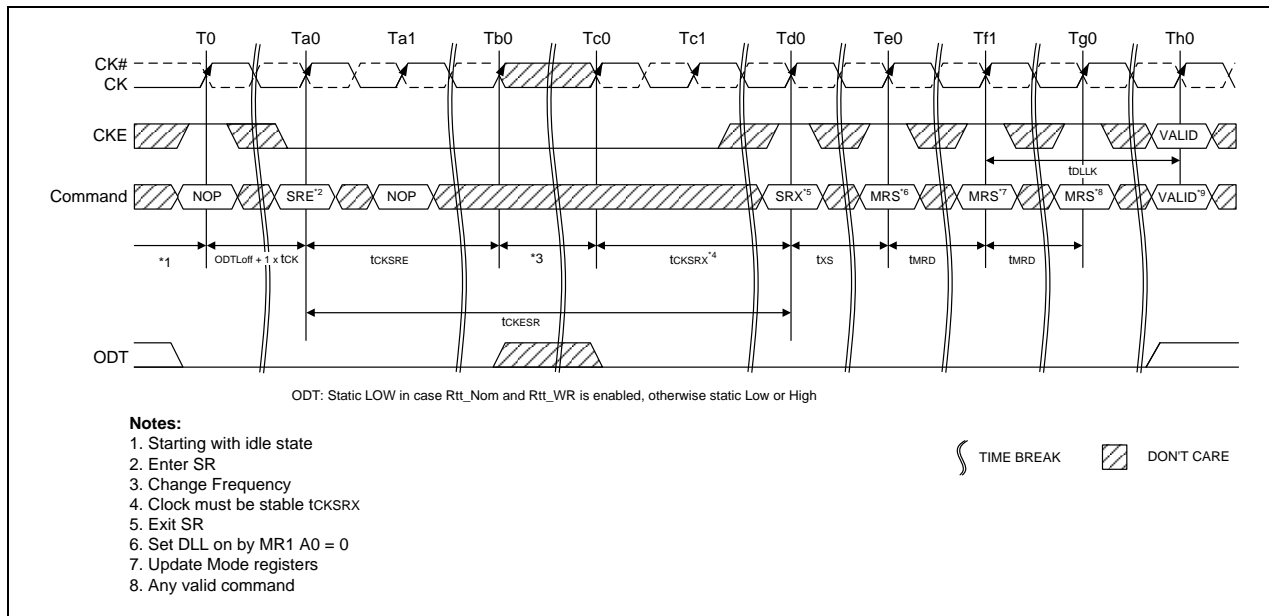 T0 Ta0 Ta1 Tb0 Tc0 Tc1 Td0 Te0 Tf1 Tg0 Th0
CK#
CK
CKE
VALID
tDLLK
Command
NOP SRE*2 NOP SRX*5 MRS*6 MRS*7 MRS*8 VALID*9
*1 ODTLoff + 1 x tCK tCKSRE *3 tCKSRX*4 tXS tMRD tMRD
tCKESR
ODT
ODT: Static LOW in case Rtt_Nom and Rtt_WR is enabled, otherwise static Low or High
Notes:
1. Starting with idle state
2. Enter SR
3. Change Frequency
4. Clock must be stable tCKSRX
5. Exit SR
6. Set DLL on by MR1 A0 = 0
7. Update Mode registers
8. Any valid command
TIME BREAK DON'T CARE